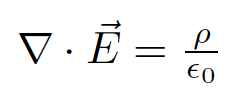 ∇ · E⃗ = ρ/ϵ₀